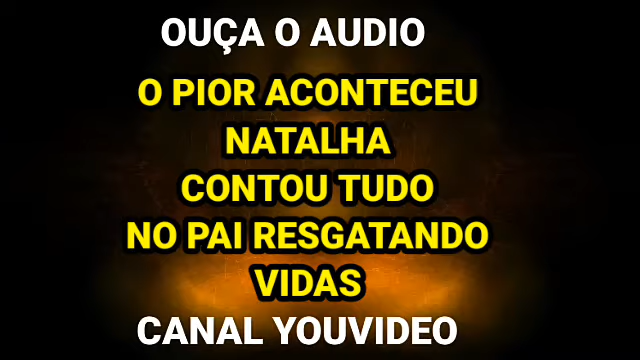 OUÇA O AUDIO
O PIOR ACONTECEU
NATALHA
CONTOU TUDO
NO PAI RESGATANDO
VIDAS
CANAL YOUVIDEO